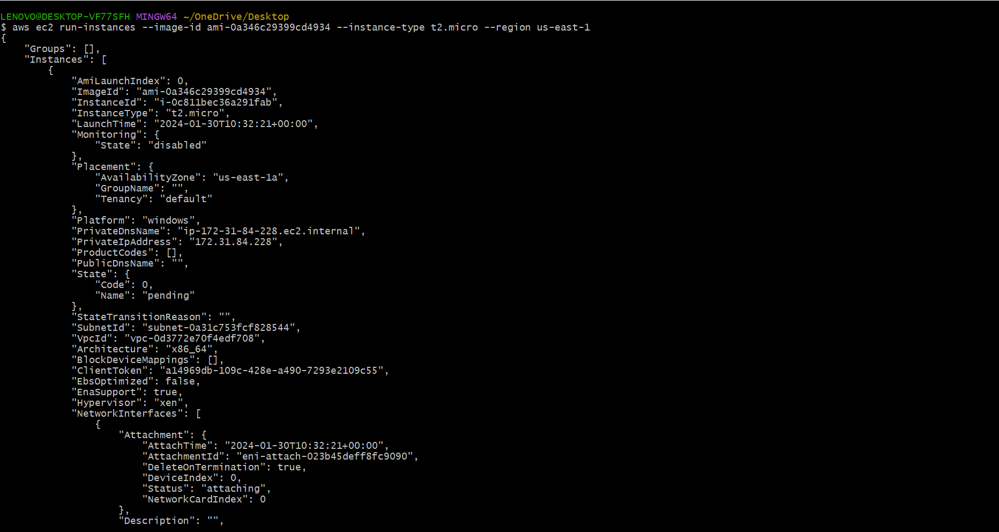 LENOVO@DESKTOP-VF77SFH MINGW64 ~/OneDrive/Desktop
$ aws ec2 run-instances --image-id ami-0a346c29399cd4934 --instance-type t2.micro --region us-east-1
{
    "Groups": [],
    "Instances": [
        {
            "AmiLaunchIndex": 0,
            "ImageId": "ami-0a346c29399cd4934",
            "InstanceId": "i-0c811bec36a291fab",
            "InstanceType": "t2.micro",
            "LaunchTime": "2024-01-30T10:32:21+00:00",
            "Monitoring": {
                "State": "disabled"
            },
            "Placement": {
                "AvailabilityZone": "us-east-1a",
                "GroupName": "",
                "Tenancy": "default"
            },
            "Platform": "windows",
            "PrivateDnsName": "ip-172-31-84-228.ec2.internal",
            "PrivateIpAddress": "172.31.84.228",
            "ProductCodes": [],
            "PublicDnsName": "",
            "State": {
                "Code": 0,
                "Name": "pending"
            },
            "StateTransitionReason": "",
            "SubnetId": "subnet-0a31c753fcf828544",
            "VpcId": "vpc-0d3772e70f4edf708",
            "Architecture": "x86_64",
            "BlockDeviceMappings": [],
            "ClientToken": "a14969db-109c-428e-a490-7293e2109c55",
            "EbsOptimized": false,
            "EnaSupport": true,
            "Hypervisor": "xen",
            "NetworkInterfaces": [
                {
                    "Attachment": {
                        "AttachTime": "2024-01-30T10:32:21+00:00",
                        "AttachmentId": "eni-attach-023b45deff8fc9090",
                        "DeleteOnTermination": true,
                        "DeviceIndex": 0,
                        "Status": "attaching",
                        "NetworkCardIndex": 0
                    },
                    "Description": "",